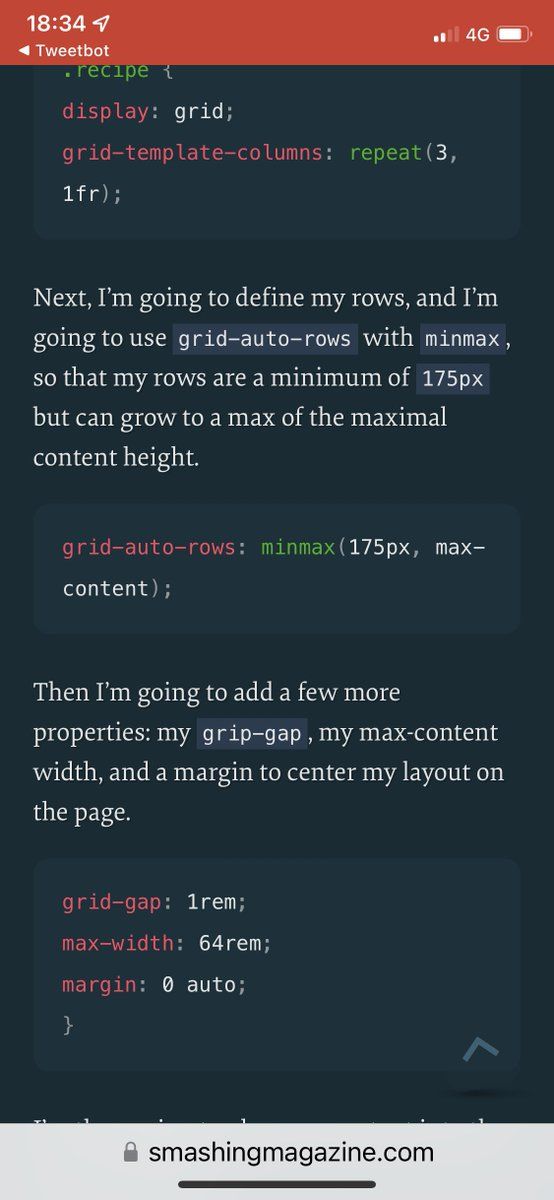 18:34
4G
◀ Tweetbot
.recipe {
display: grid;
grid-template-columns: repeat(3,
1fr);
Next, I’m going to define my rows, and I’m
going to use grid-auto-rows with minmax,
so that my rows are a minimum of 175px
but can grow to a max of the maximal
content height.
grid-auto-rows: minmax(175px, max-
content);
Then I’m going to add a few more
properties: my grip-gap, my max-content
width, and a margin to center my layout on
the page.
grid-gap: 1rem;
max-width: 64rem;
margin: 0 auto;
}
smashingmagazine.com